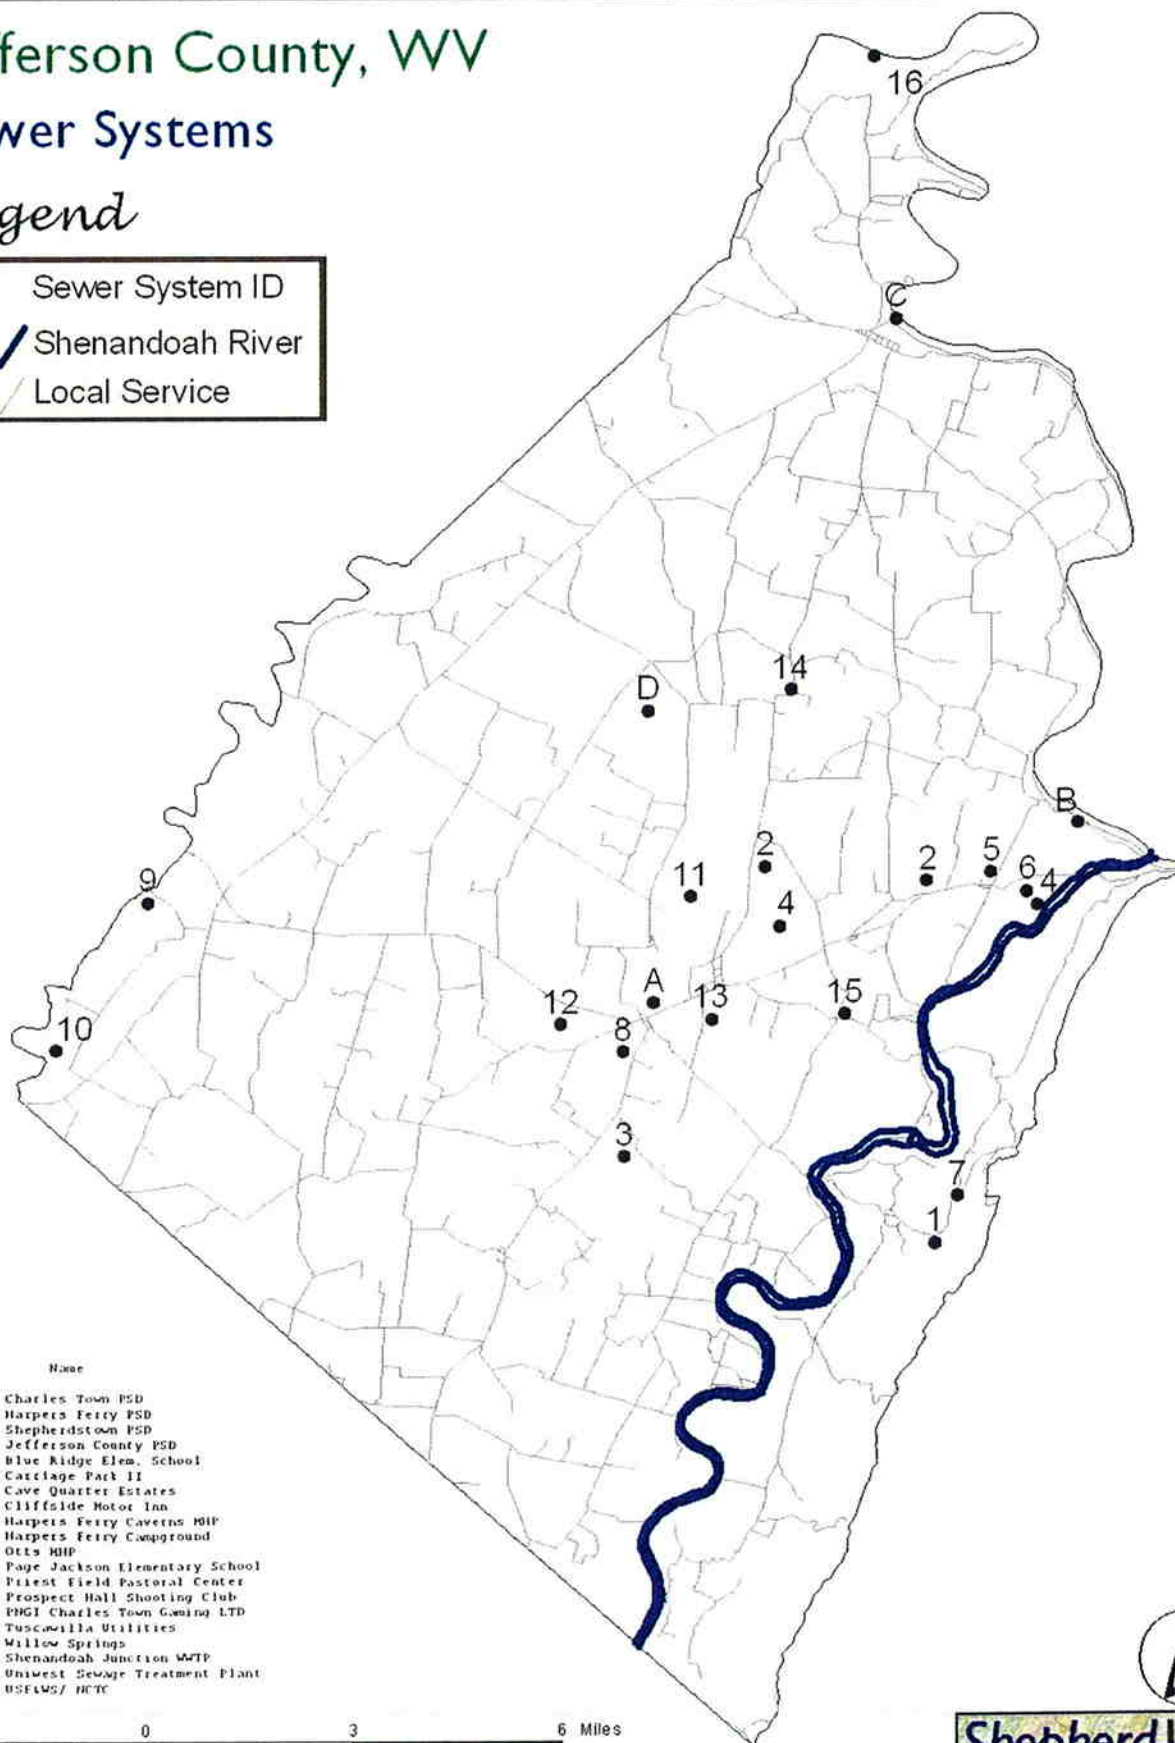 fferson County, WV
wer Systems
gend
Sewer System ID
Shenandoah River
Local Service
16
C
14
D
B
2
2
5
6
4
11
4
9
A
13
15
12
8
10
3
7
1
Name
Charles Town PSD
Harpers Ferry PSD
Shepherdstown PSD
Jefferson County PSD
Blue Ridge Elem. School
Carriage Park II
Cave Quarter Estates
Cliffside Motor Inn
Harpers Ferry Caverns MHP
Harpers Ferry Campground
Otts MHP
Page Jackson Elementary School
Priest Field Pastoral Center
Prospect Hall Shooting Club
PNGI Charles Town Gaming LTD
Tuscawilla Utilities
Willow Springs
Shenandoah Junction WWTP
Uniwest Sewage Treatment Plant
USF&WS/ NCTC
0 3 6 Miles
Shepherd